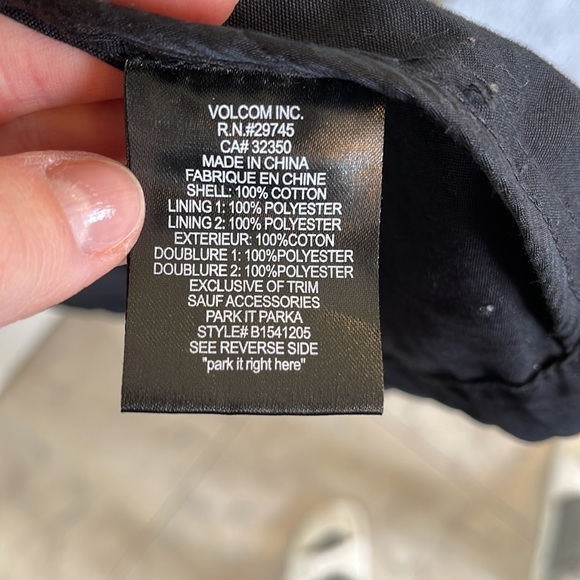 VOLCOM INC.
R.N.#29745
CA# 32350
MADE IN CHINA
FABRIQUE EN CHINE
SHELL: 100% COTTON
LINING 1: 100% POLYESTER
LINING 2: 100% POLYESTER
EXTERIEUR: 100%COTON
DOUBLURE 1: 100%POLYESTER
DOUBLURE 2: 100%POLYESTER
EXCLUSIVE OF TRIM
SAUF ACCESSORIES
PARK IT PARKA
STYLE# B1541205
SEE REVERSE SIDE
"park it right here"